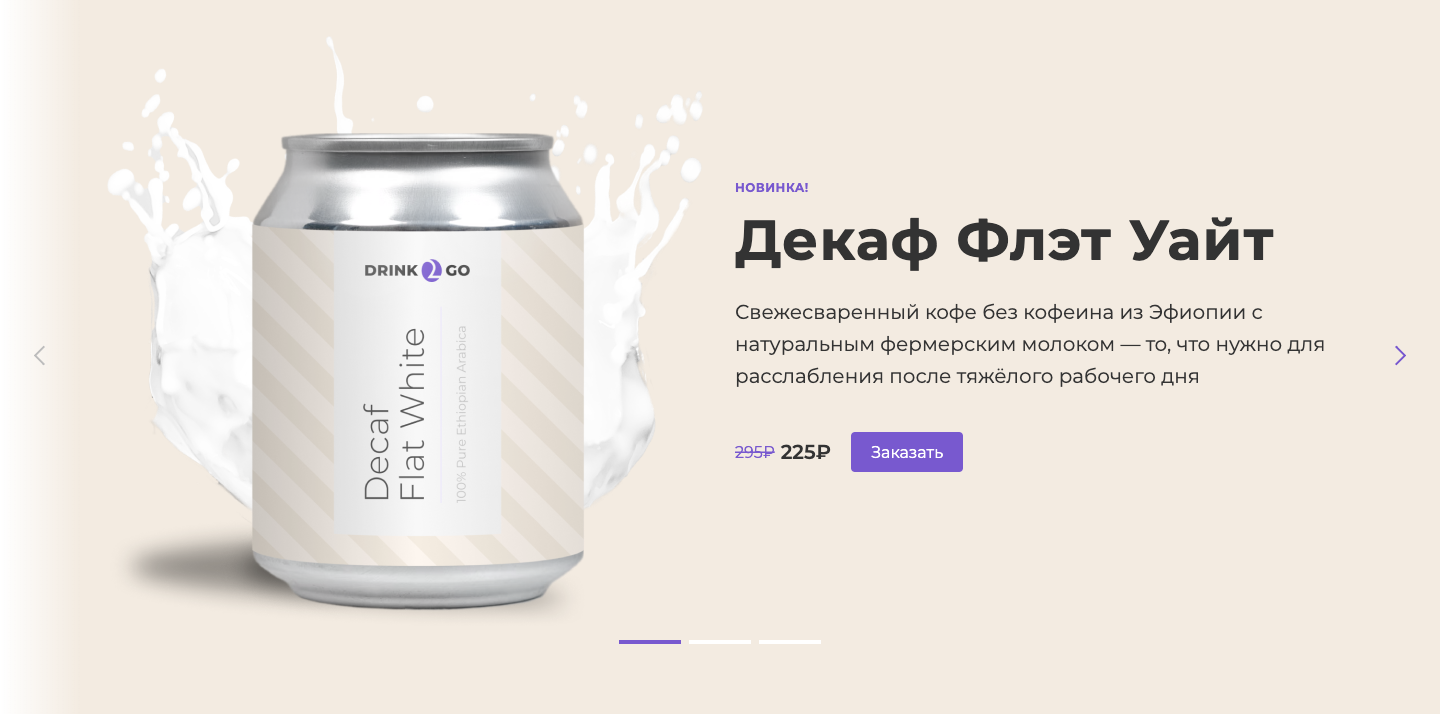 DRINK 2 GO
Decaf
Flat White
100% Pure Ethiopian Arabica
НОВИНКА!
Декаф Флэт Уайт
Свежесваренный кофе без кофеина из Эфиопии с
натуральным фермерским молоком — то, что нужно для
расслабления после тяжёлого рабочего дня
295₽ 225₽ Заказать